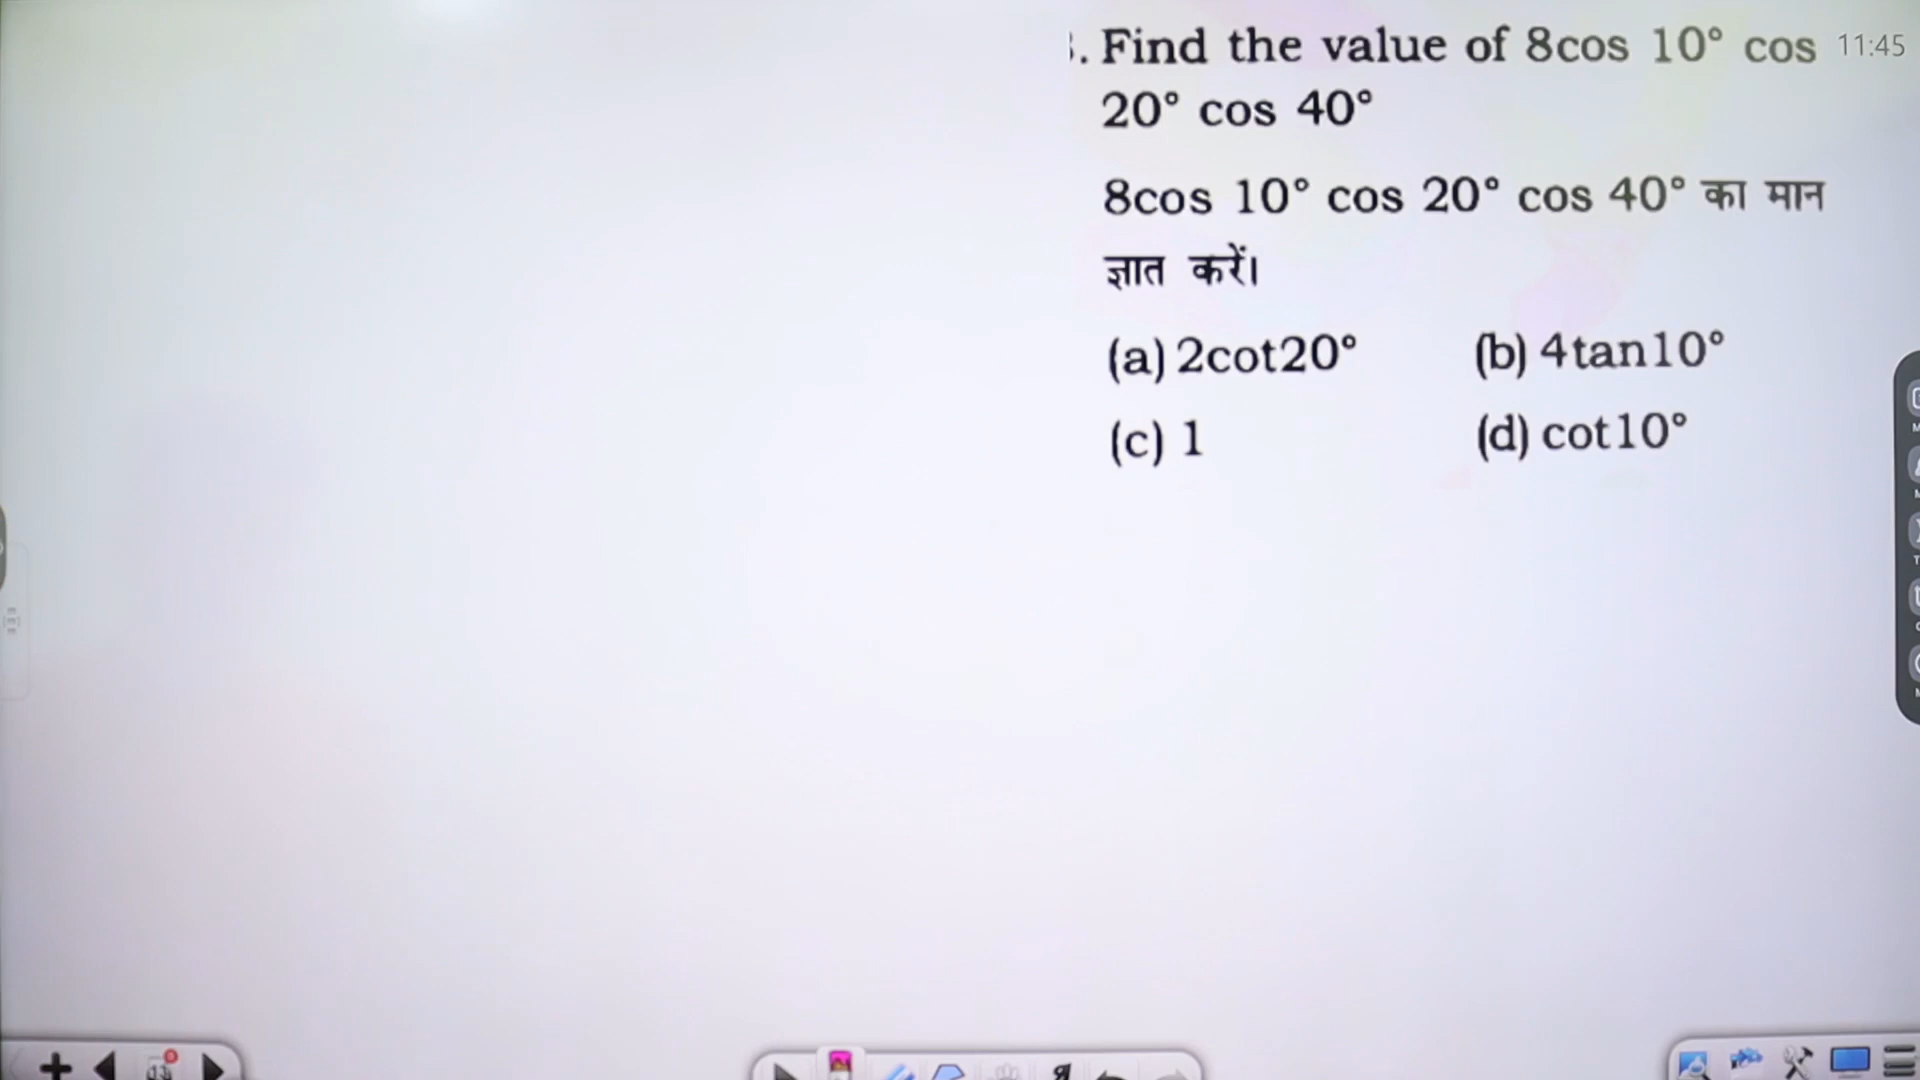 . Find the value of 8cos 10° cos 11:45
20° cos 40°
8cos 10° cos 20° cos 40° का मान
ज्ञात करें।
(a) 2cot20° (b) 4tan10°
(c) 1 (d) cot10°